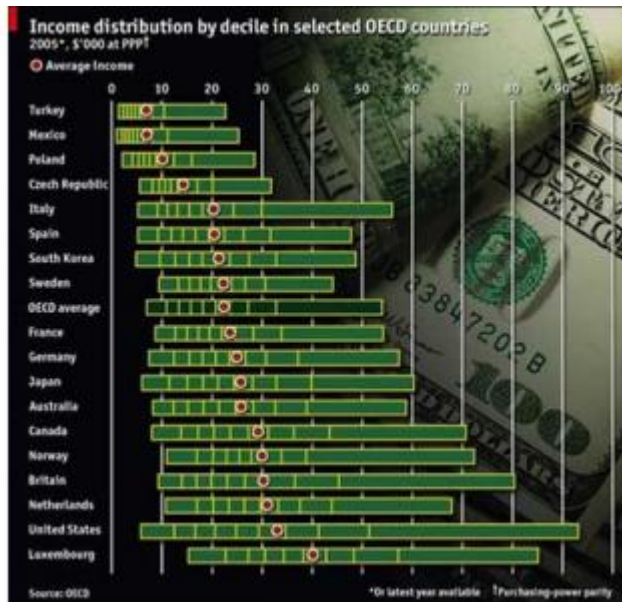 Income distribution by decile in selected OECD countries
2005*, $'000 at PPP†
Average Income
0 10 20 30 40 50 60 70 80 90 100
Turkey
Mexico
Poland
Czech Republic
Italy
Spain
South Korea
Sweden
OECD average
France
Germany
Japan
Australia
Canada
Norway
Britain
Netherlands
United States
Luxembourg
83847202 B
100
Source: OECD
*Or latest year available †Purchasing-power parity